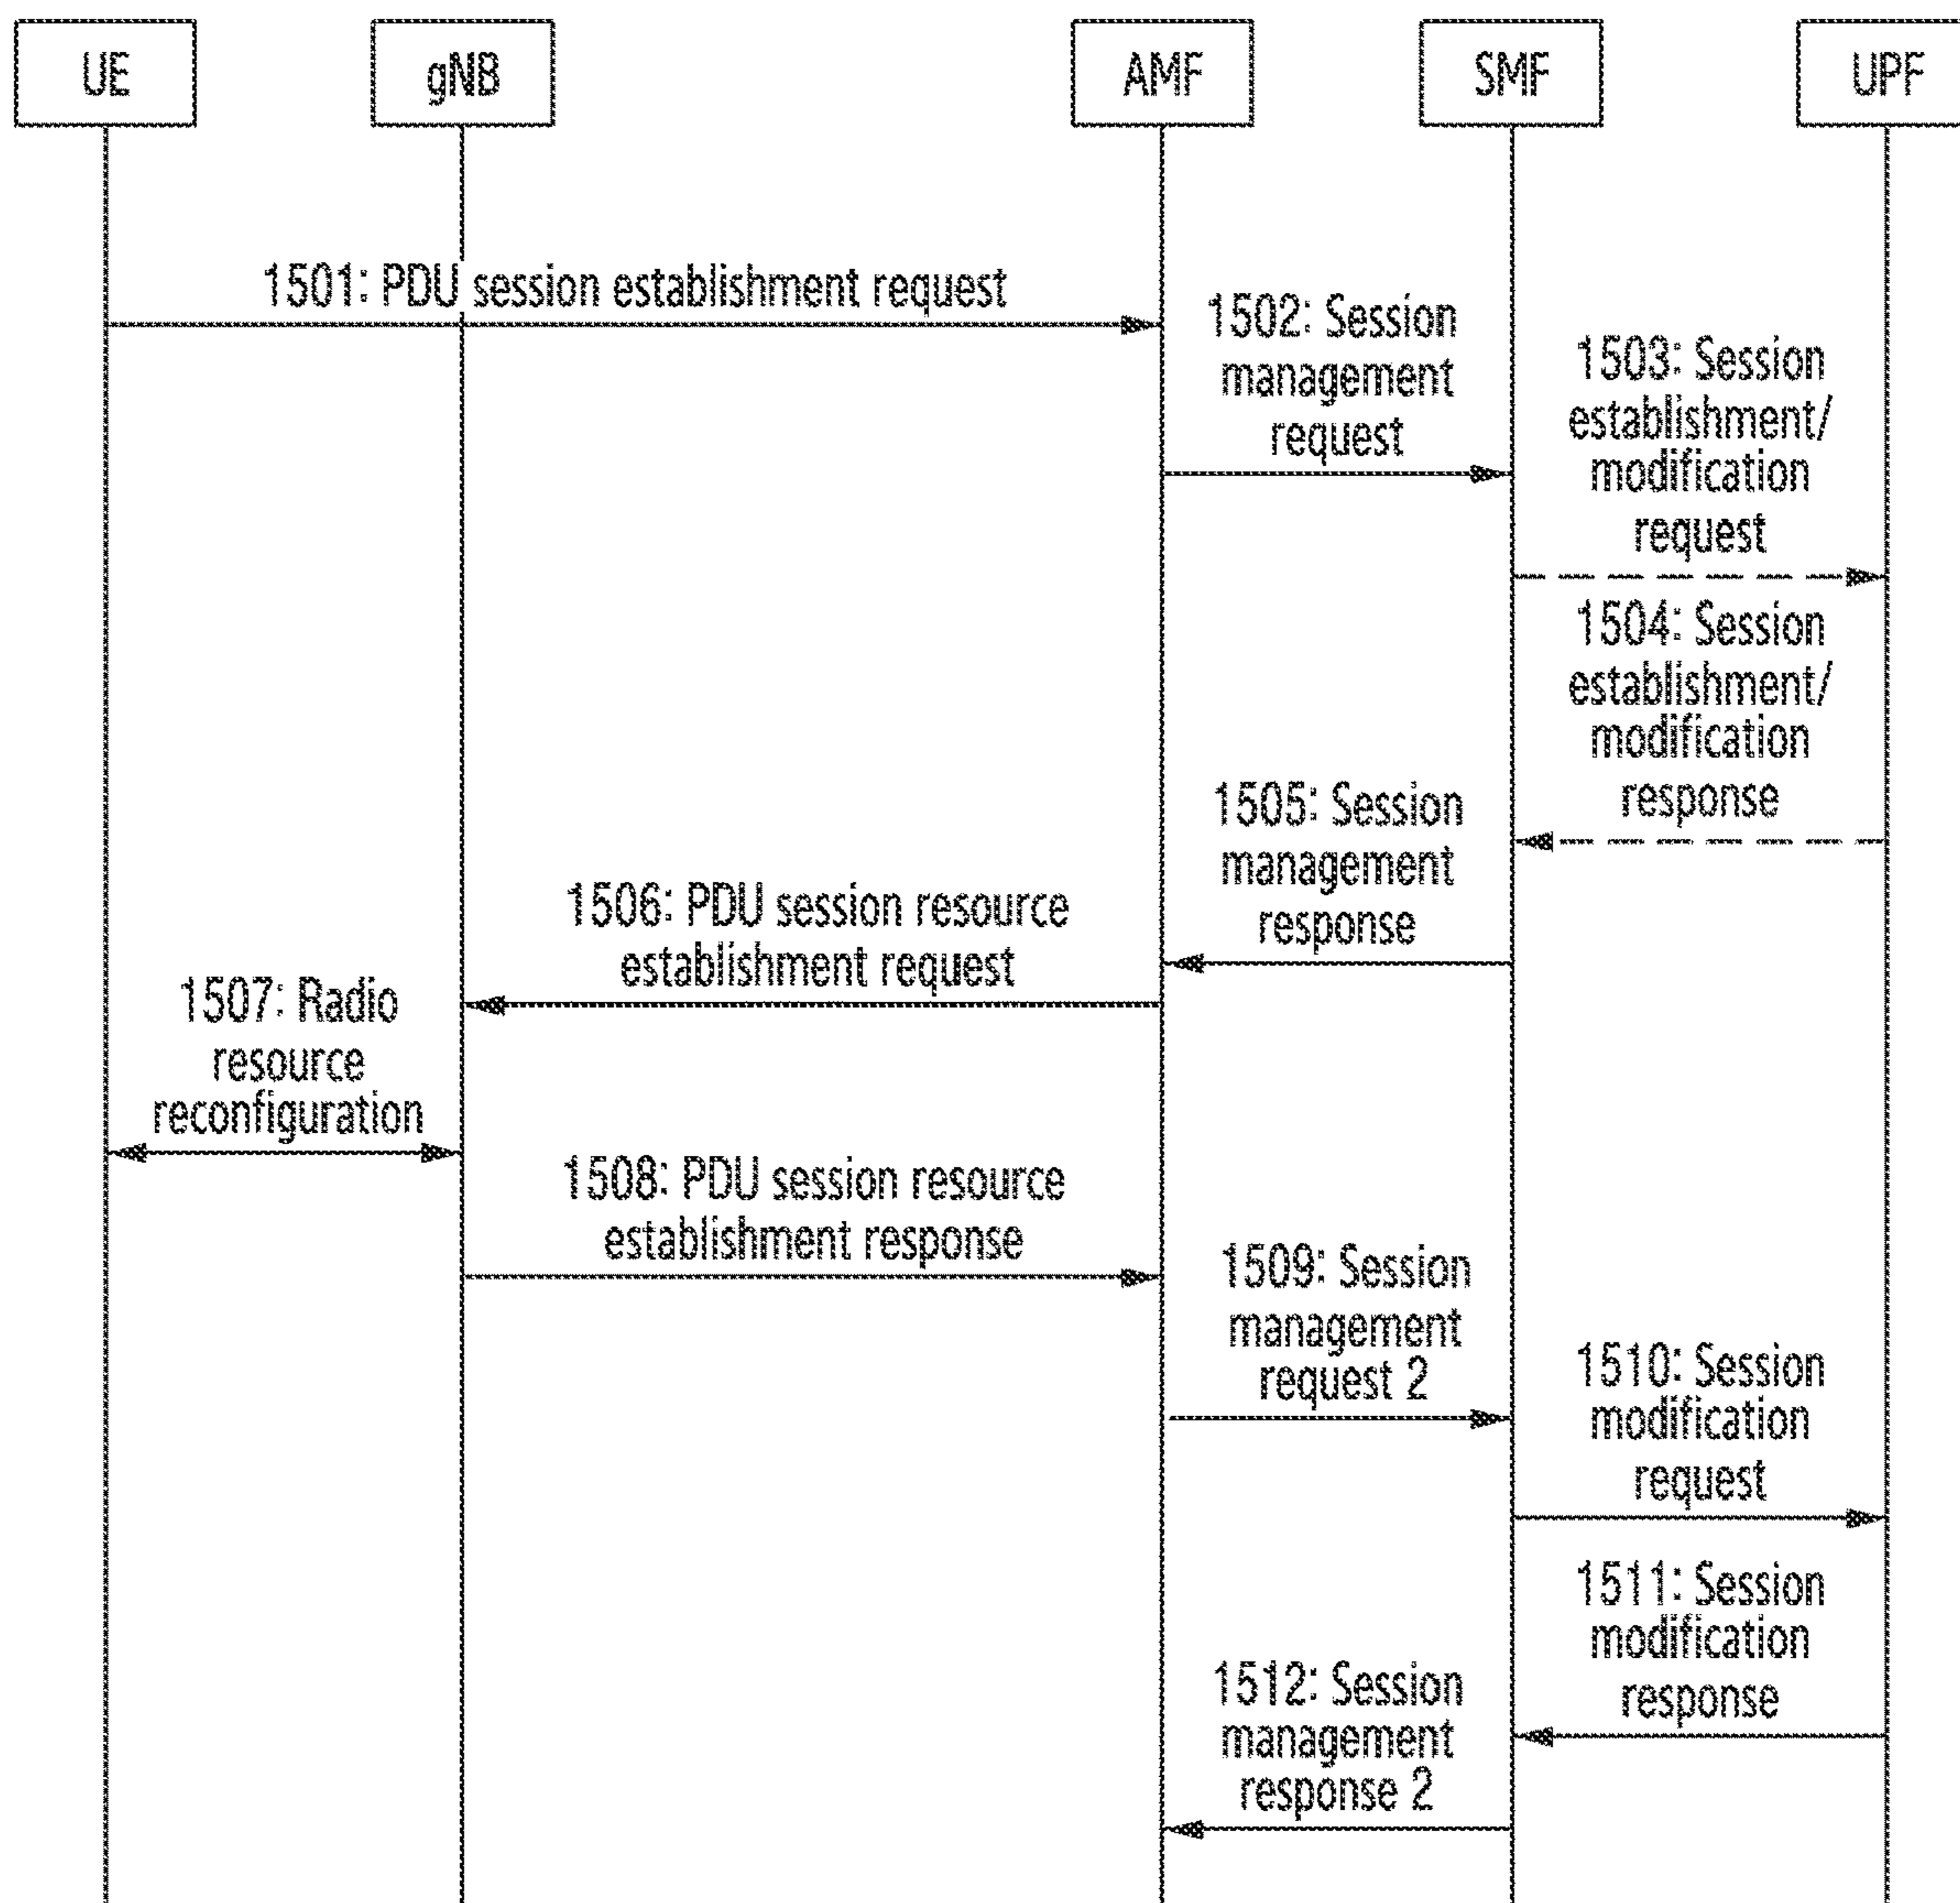 UE
gNB
AMF
SMF
UPF
1501: PDU session establishment request
1502: Session
management
request
1503: Session
establishment/
modification
request
1504: Session
establishment/
modification
response
1505: Session
management
response
1506: PDU session resource
establishment request
1507: Radio
resource
reconfiguration
1508: PDU session resource
establishment response
1509: Session
management
request 2
1510: Session
modification
request
1511: Session
modification
response
1512: Session
management
response 2